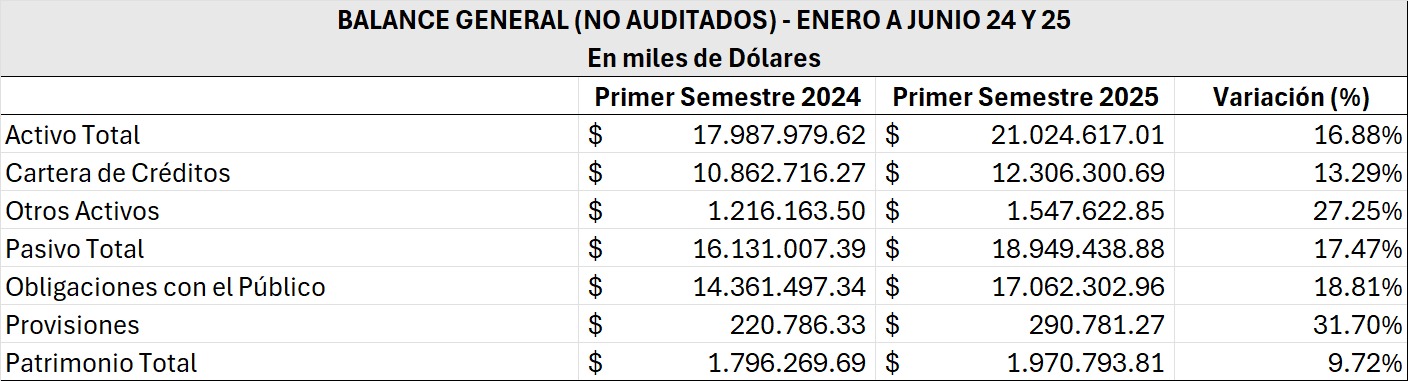 BALANCE GENERAL (NO AUDITADOS) - ENERO A JUNIO 24 Y 25
En miles de Dólares
Primer Semestre 2024 Primer Semestre 2025 Variación (%)
Activo Total $ 17.987.979.62 $ 21.024.617.01 16.88%
Cartera de Créditos $ 10.862.716.27 $ 12.306.300.69 13.29%
Otros Activos $ 1.216.163.50 $ 1.547.622.85 27.25%
Pasivo Total $ 16.131.007.39 $ 18.949.438.88 17.47%
Obligaciones con el Público $ 14.361.497.34 $ 17.062.302.96 18.81%
Provisiones $ 220.786.33 $ 290.781.27 31.70%
Patrimonio Total $ 1.796.269.69 $ 1.970.793.81 9.72%